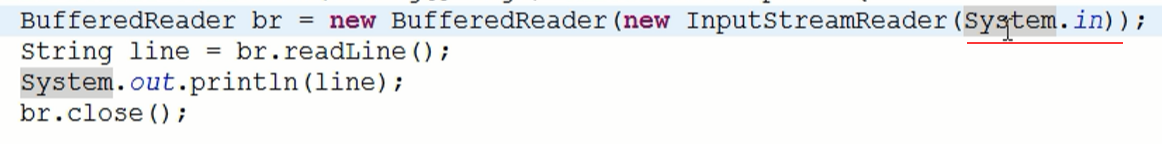 BufferedReader br = new BufferedReader(new InputStreamReader(System.in));
String line = br.readLine();
System.out.println(line);
br.close();